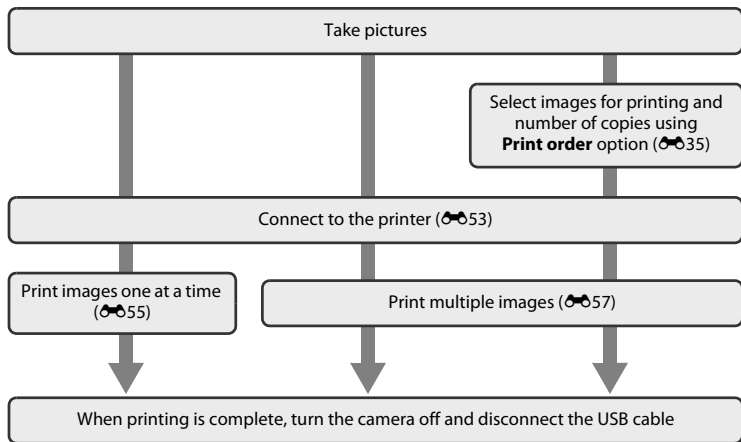 Take pictures
Select images for printing and
number of copies using
Print order option (35)
Connect to the printer (53)
Print images one at a time
(55)
Print multiple images (57)
When printing is complete, turn the camera off and disconnect the USB cable